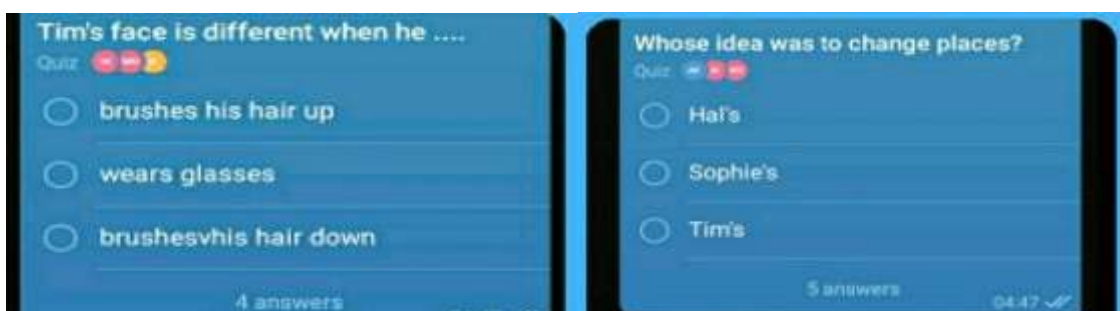 Tim's face is different when he ....
Quiz
brushes his hair up
wears glasses
brushesvhis hair down
4 answers
Whose idea was to change places?
Quiz
Hal's
Sophie's
Tim's
5 answers
04:47